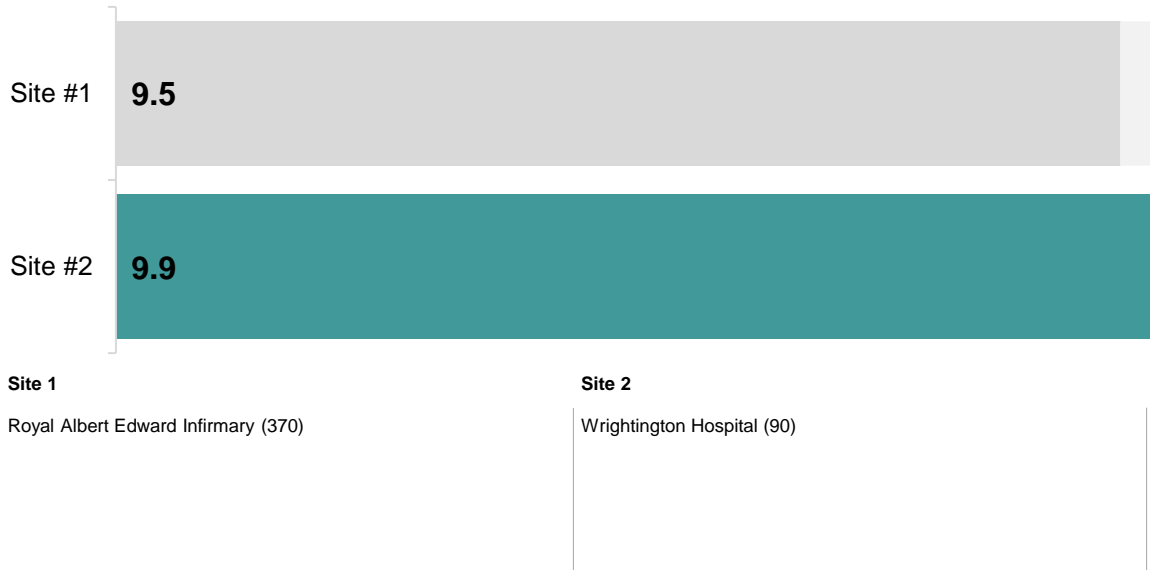 Site #1 9.5
Site #2 9.9
Site 1
Site 2
Royal Albert Edward Infirmary (370)
Wrightington Hospital (90)